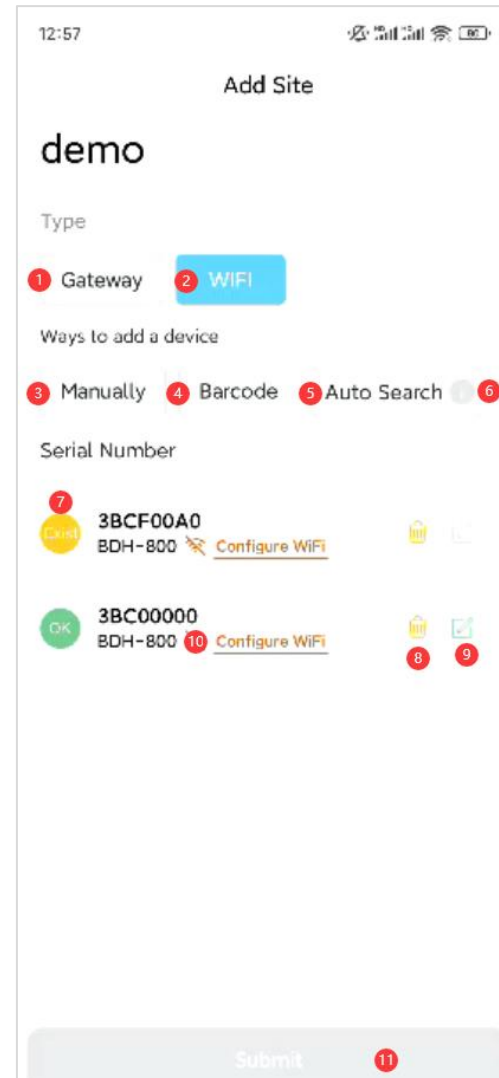 12:57 80
Add Site
demo
Type
1 Gateway 2 WIFI
Ways to add a device
3 Manually 4 Barcode 5 Auto Search 6
Serial Number
7
Exist 3BCF00A0
BDH-800 Configure WiFi
OK 3BC00000
BDH-800 10 Configure WiFi
8 9
Submit 11